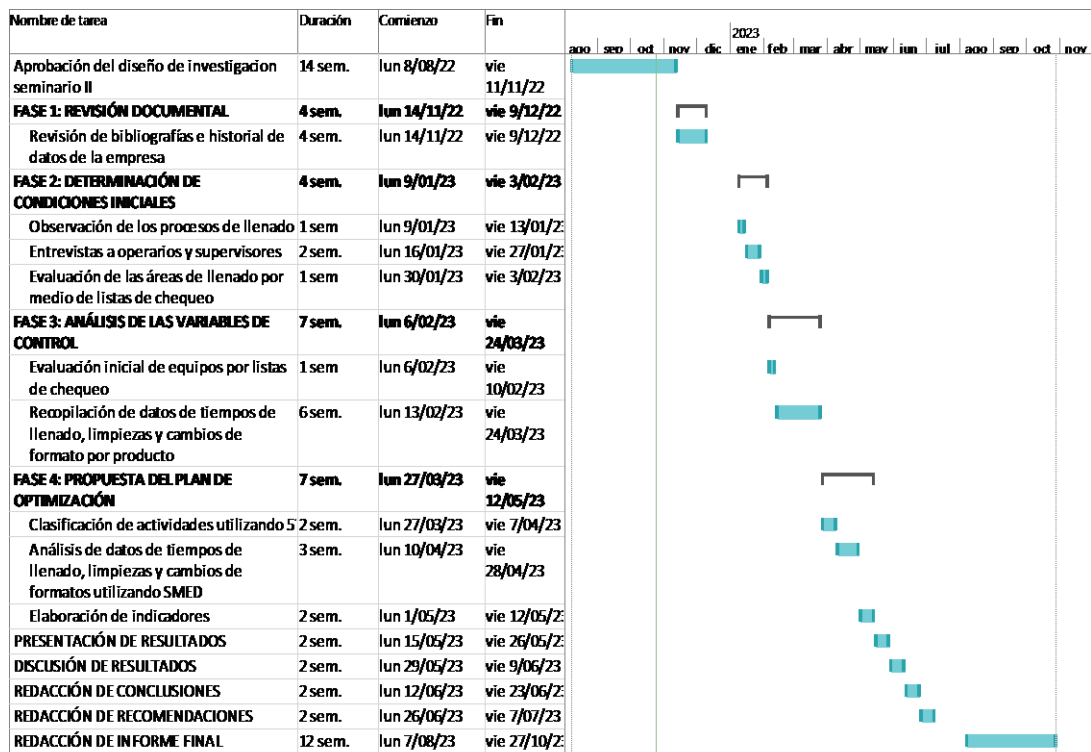 Nombre de tarea Duración Comienzo Fin
2023
ago sep oct nov dic ene feb mar abr may jun jul ago sep oct nov
Aprobación del diseño de investigacion 14 sem. lun 8/08/22 vie
seminario II 11/11/22
FASE 1: REVISIÓN DOCUMENTAL 4 sem. lun 14/11/22 vie 9/12/22
Revisión de bibliografías e historial de 4 sem. lun 14/11/22 vie 9/12/22
datos de la empresa
FASE 2: DETERMINACIÓN DE 4 sem. lun 9/01/23 vie 3/02/23
CONDICIONES INICIALES
Observación de los procesos de llenado 1 sem lun 9/01/23 vie 13/01/23
Entrevistas a operarios y supervisores 2 sem. lun 16/01/23 vie 27/01/23
Evaluación de las áreas de llenado por 1 sem lun 30/01/23 vie 3/02/23
medio de listas de chequeo
FASE 3: ANÁLISIS DE LAS VARIABLES DE 7 sem. lun 6/02/23 vie
CONTROL 24/03/23
Evaluación inicial de equipos por listas 1 sem lun 6/02/23 vie
de chequeo 10/02/23
Recopilación de datos de tiempos de 6 sem. lun 13/02/23 vie
llenado, limpiezas y cambios de 24/03/23
formato por producto
FASE 4: PROPUESTA DEL PLAN DE 7 sem. lun 27/03/23 vie
OPTIMIZACIÓN 12/05/23
Clasificación de actividades utilizando 5 2 sem. lun 27/03/23 vie 7/04/23
Análisis de datos de tiempos de 3 sem. lun 10/04/23 vie
llenado, limpiezas y cambios de 28/04/23
formatos utilizando SMED
Elaboración de indicadores 2 sem. lun 1/05/23 vie 12/05/23
PRESENTACIÓN DE RESULTADOS 2 sem. lun 15/05/23 vie 26/05/23
DISCUSIÓN DE RESULTADOS 2 sem. lun 29/05/23 vie 9/06/23
REDACCIÓN DE CONCLUSIONES 2 sem. lun 12/06/23 vie 23/06/23
REDACCIÓN DE RECOMENDACIONES 2 sem. lun 26/06/23 vie 7/07/23
REDACCIÓN DE INFORME FINAL 12 sem. lun 7/08/23 vie 27/10/23